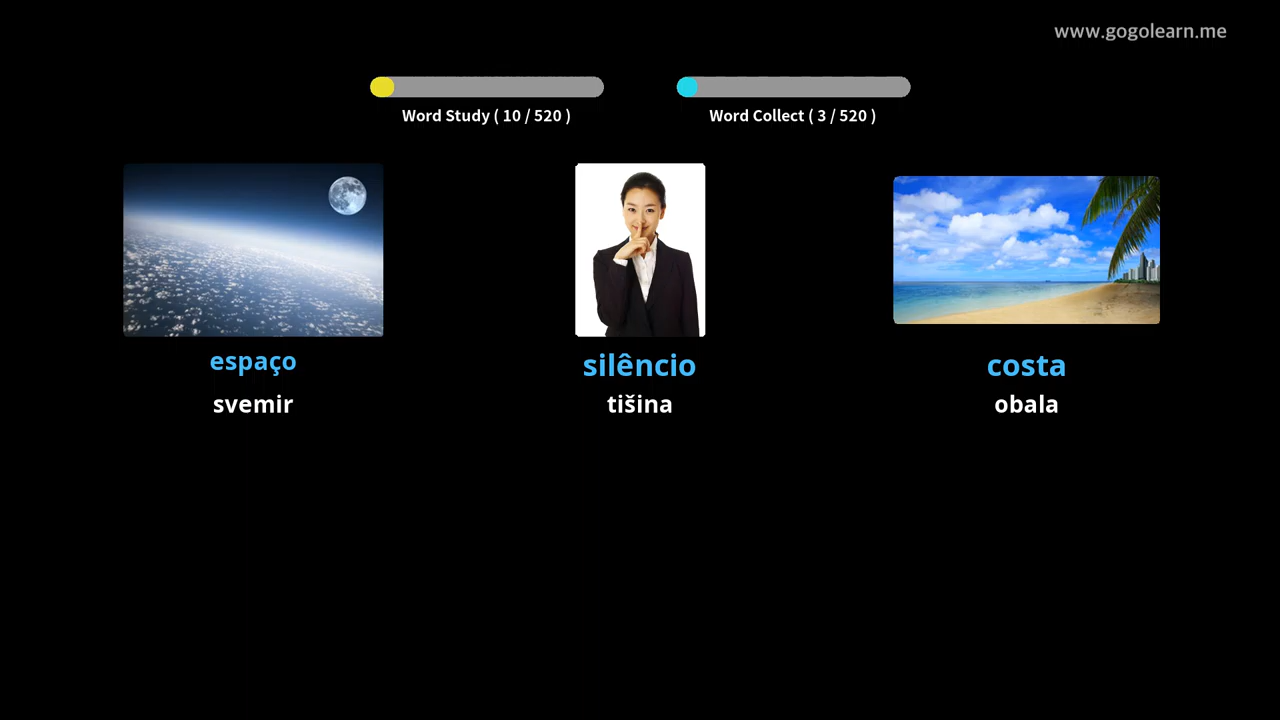 www.gogolearn.me
Word Study ( 10 / 520 )
Word Collect ( 3 / 520 )
espaço
silêncio
costa
svemir
tišina
obala